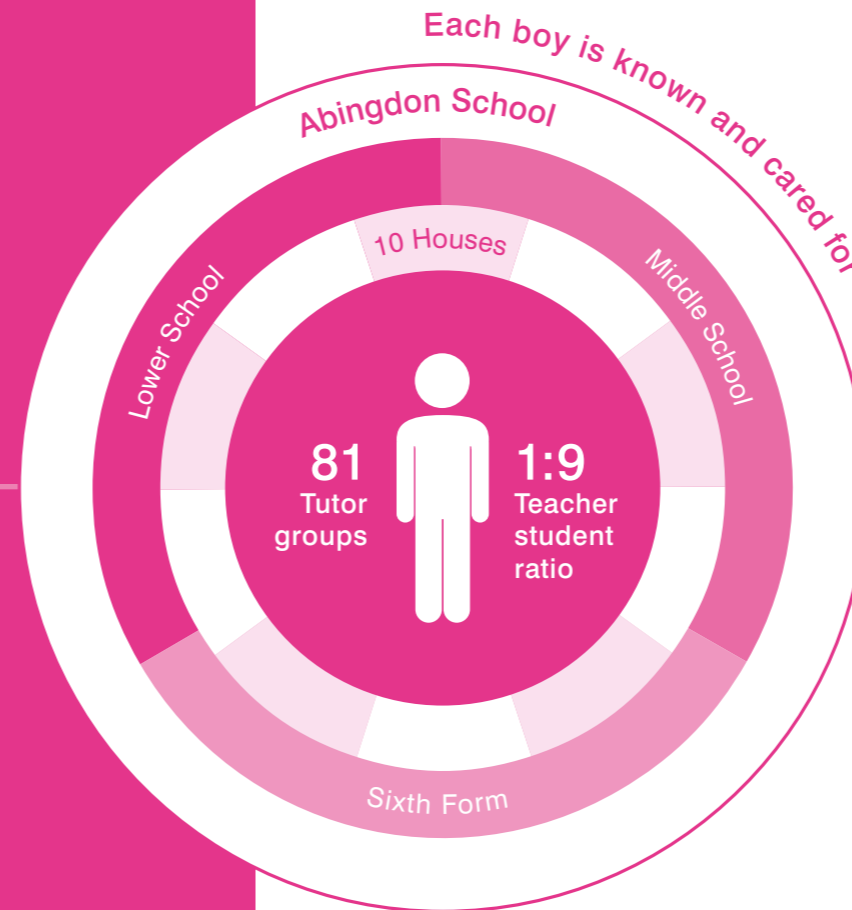 Each boy is known and cared for
Abingdon School
10 Houses
Lower School
Middle School
81
Tutor
groups
1:9
Teacher
student
ratio
Sixth Form